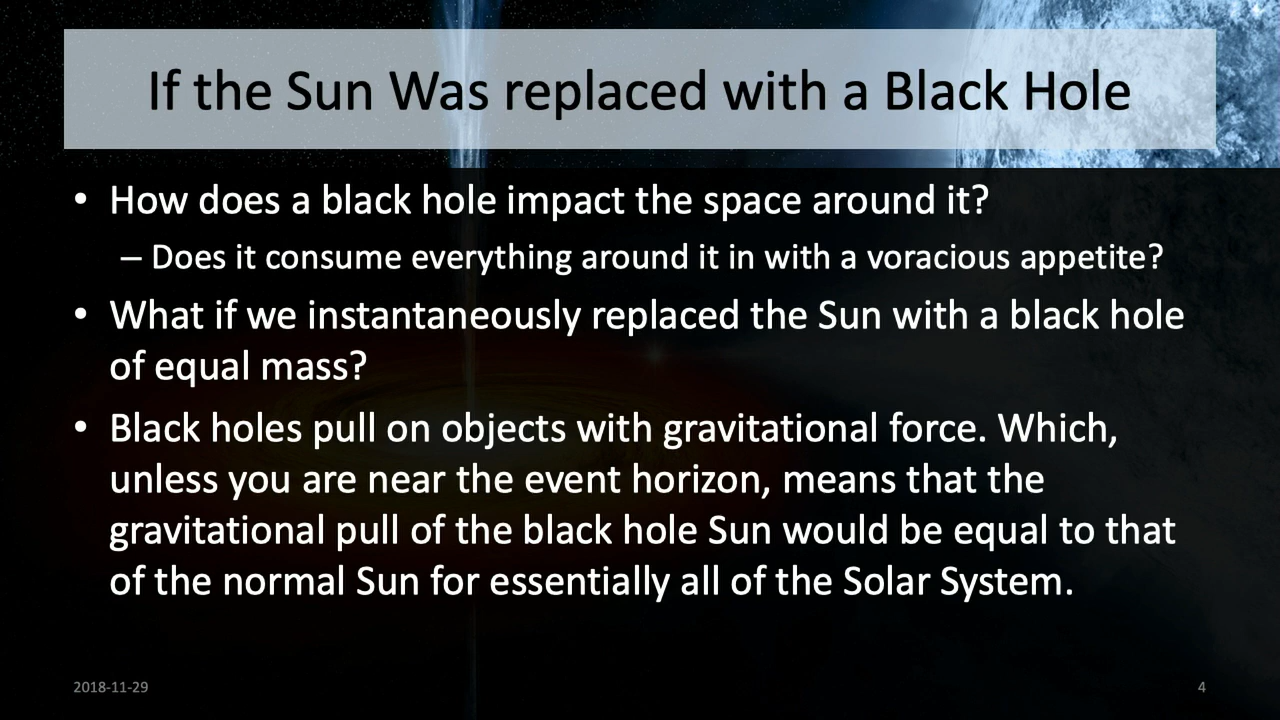 If the Sun Was replaced with a Black Hole
• How does a black hole impact the space around it?
– Does it consume everything around it in with a voracious appetite?
• What if we instantaneously replaced the Sun with a black hole
of equal mass?
• Black holes pull on objects with gravitational force. Which,
unless you are near the event horizon, means that the
gravitational pull of the black hole Sun would be equal to that
of the normal Sun for essentially all of the Solar System.
2018-11-29
4